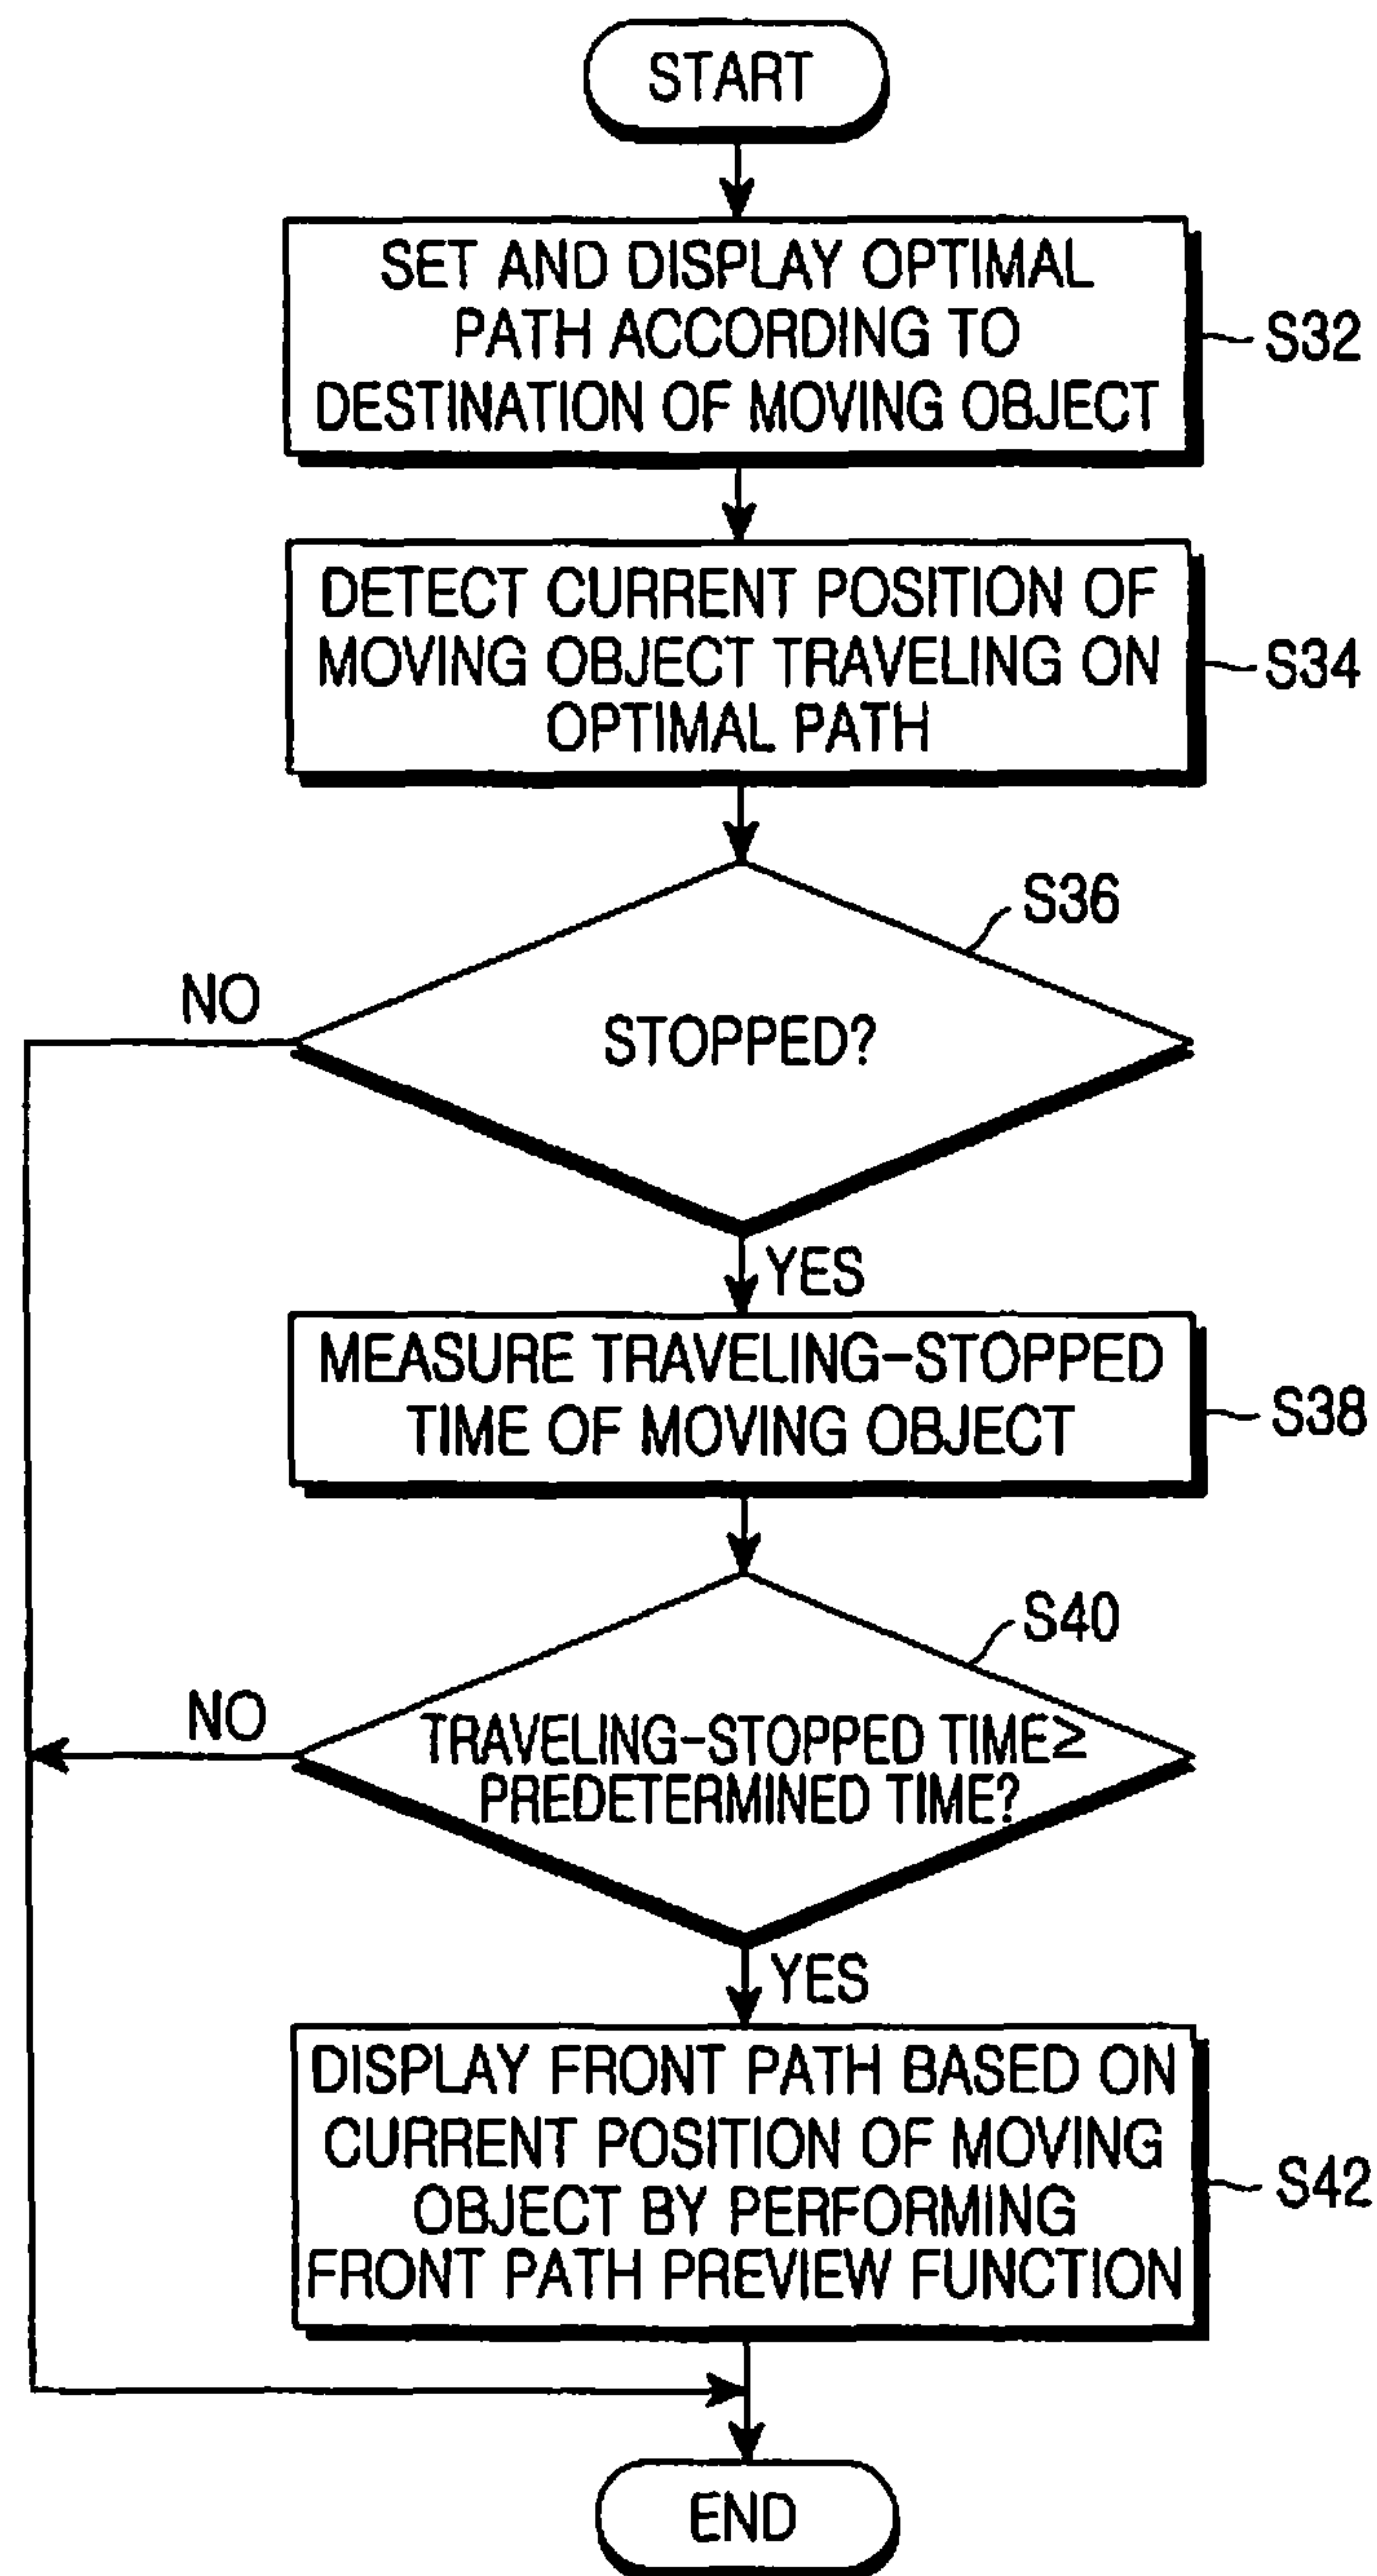 START
SET AND DISPLAY OPTIMAL
PATH ACCORDING TO
DESTINATION OF MOVING OBJECT
S32
DETECT CURRENT POSITION OF
MOVING OBJECT TRAVELING ON
OPTIMAL PATH
S34
S36
NO
STOPPED?
YES
MEASURE TRAVELING-STOPPED
TIME OF MOVING OBJECT
S38
S40
NO
TRAVELING-STOPPED TIME≥
PREDETERMINED TIME?
YES
DISPLAY FRONT PATH BASED ON
CURRENT POSITION OF MOVING
OBJECT BY PERFORMING
FRONT PATH PREVIEW FUNCTION
S42
END